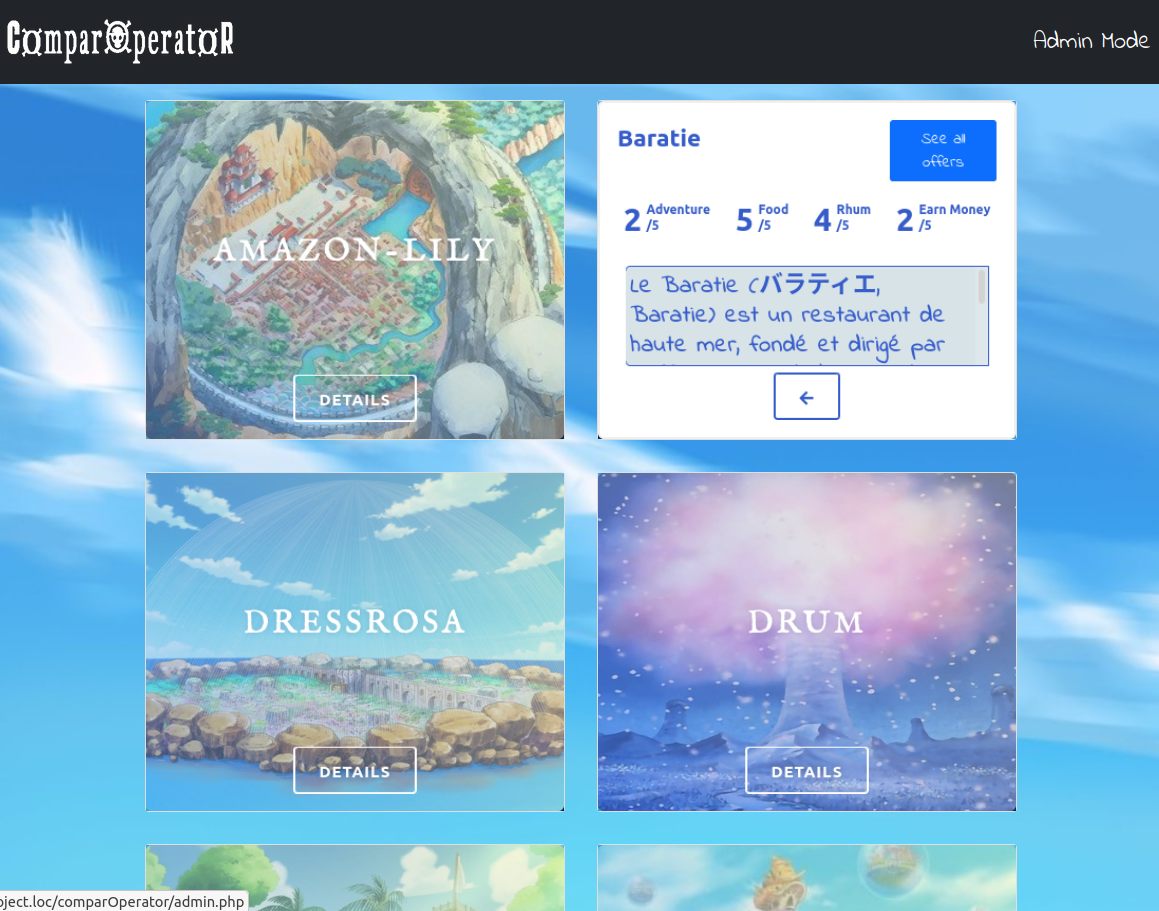 ComparOperatoR
Admin Mode
AMAZON-LILY
DETAILS
Baratie
See all
offers
2 Adventure /5
5 Food /5
4 Rhum /5
2 Earn Money /5
Le Baratie (バラティエ,
Baratie) est un restaurant de
haute mer, fondé et dirigé par
DRESSROSA
DETAILS
DRUM
DETAILS
oject.loc/comparOperator/admin.php